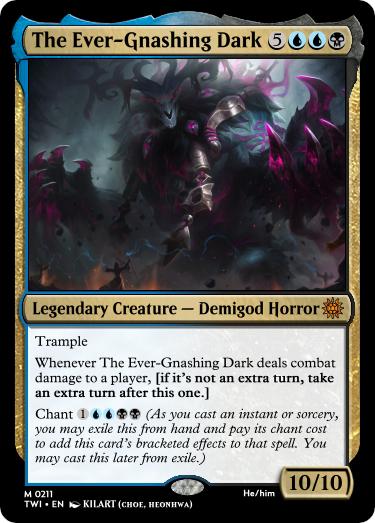 The Ever-Gnashing Dark 5
Legendary Creature — Demigod Horror
Trample
Whenever The Ever-Gnashing Dark deals combat
damage to a player, [if it's not an extra turn, take
an extra turn after this one.]
Chant 1 (As you cast an instant or sorcery,
you may exile this from hand and pay its chant
cost to add this card's bracketed effects to that spell. You
may cast this later from exile.)
10/10
M 0211
He/him
TWI • EN KILART (CHOE, HEONHWA)